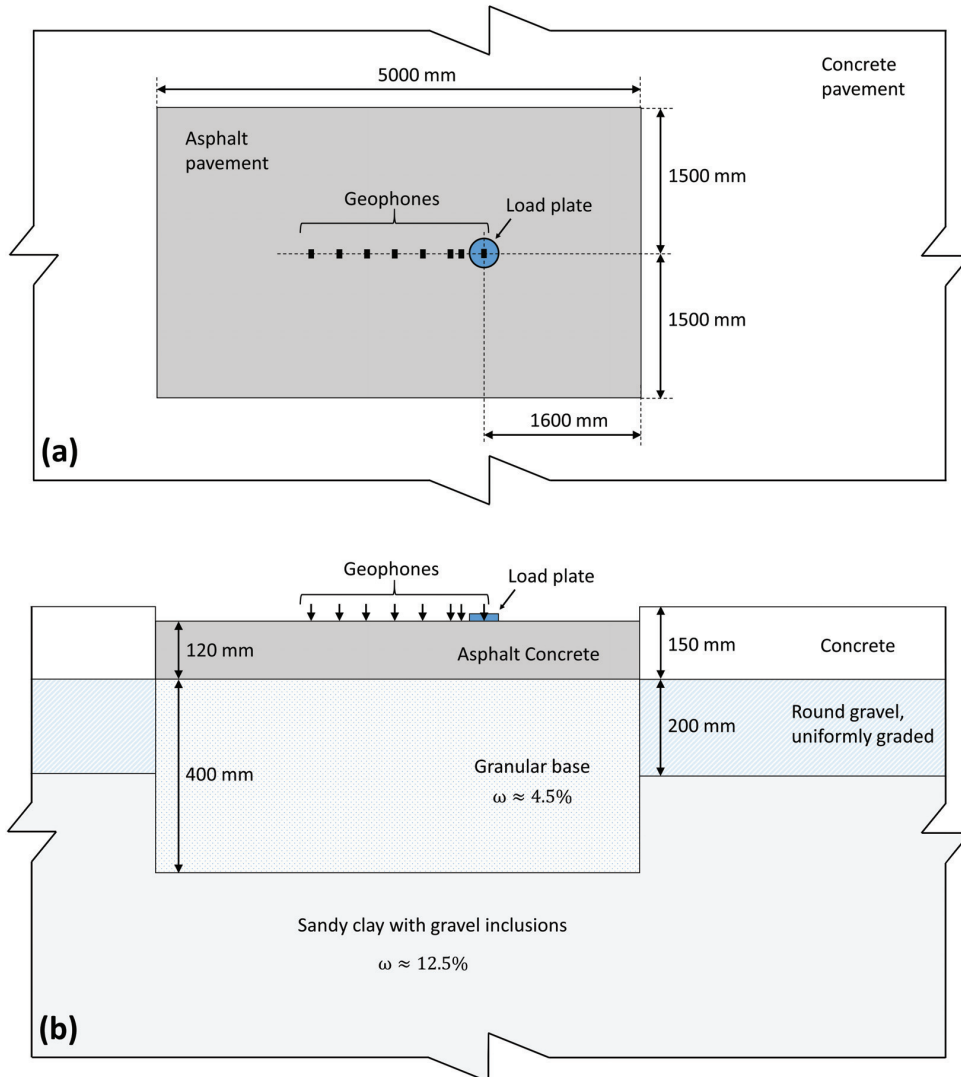 5000 mm
Concrete
pavement
Asphalt
pavement
1500 mm
Geophones
Load plate
1500 mm
1600 mm
(a)
Geophones
Load plate
120 mm
Asphalt Concrete
150 mm
Concrete
200 mm
Round gravel,
uniformly graded
400 mm
Granular base
ω ≈ 4.5%
Sandy clay with gravel inclusions
ω ≈ 12.5%
(b)